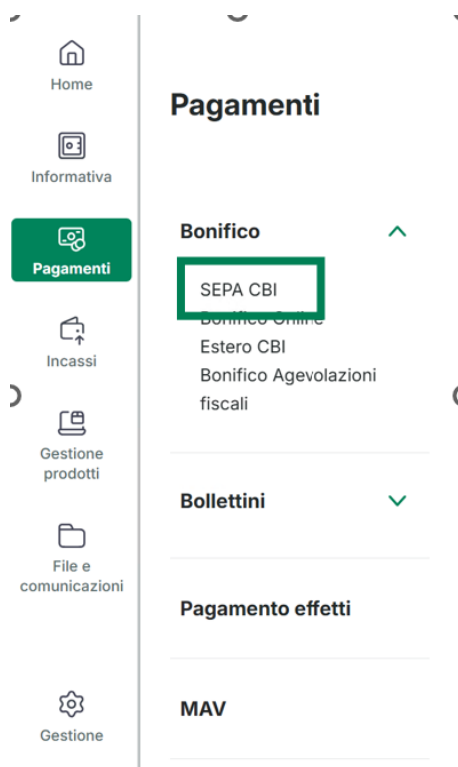 Home
Informativa
Pagamenti
Incassi
Gestione
prodotti
File e
comunicazioni
Gestione
Pagamenti
Bonifico
SEPA CBI
Bonifico Online
Estero CBI
Bonifico Agevolazioni
fiscali
Bollettini
Pagamento effetti
MAV